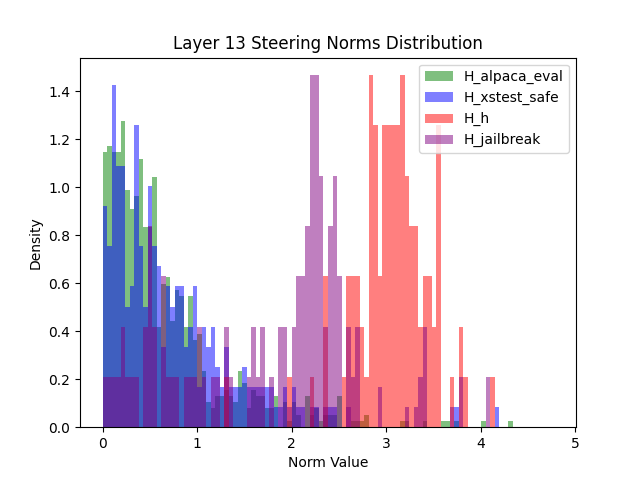 Layer 13 Steering Norms Distribution
H_alpaca_eval
H_xstest_safe
H_h
H_jailbreak
Density
1.4
1.2
1.0
0.8
0.6
0.4
0.2
0.0
0 1 2 3 4 5
Norm Value